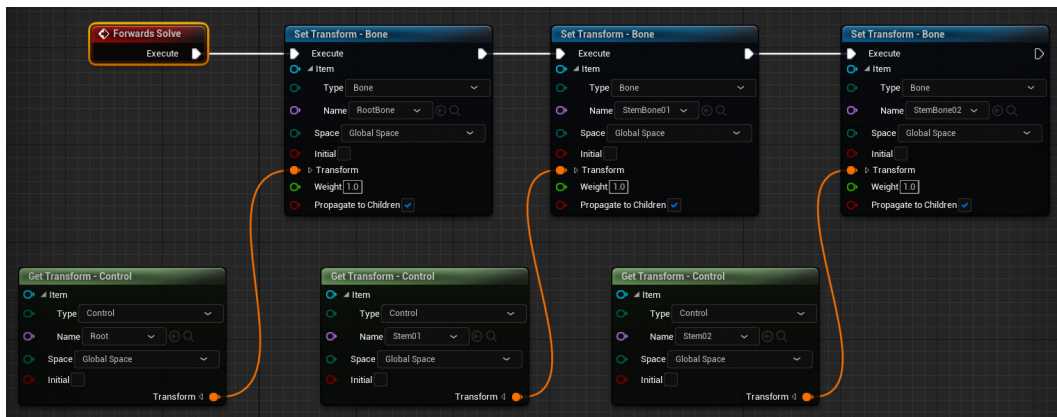 Forwards Solve
Execute
Set Transform - Bone
Execute
Item
Type Bone
Name RootBone
Space Global Space
Initial
Transform
Weight 1.0
Propagate to Children
Set Transform - Bone
Execute
Item
Type Bone
Name StemBone01
Space Global Space
Initial
Transform
Weight 1.0
Propagate to Children
Set Transform - Bone
Execute
Item
Type Bone
Name StemBone02
Space Global Space
Initial
Transform
Weight 1.0
Propagate to Children
Get Transform - Control
Item
Type Control
Name Root
Space Global Space
Initial
Transform
Get Transform - Control
Item
Type Control
Name Stem01
Space Global Space
Initial
Transform
Get Transform - Control
Item
Type Control
Name Stem02
Space Global Space
Initial
Transform